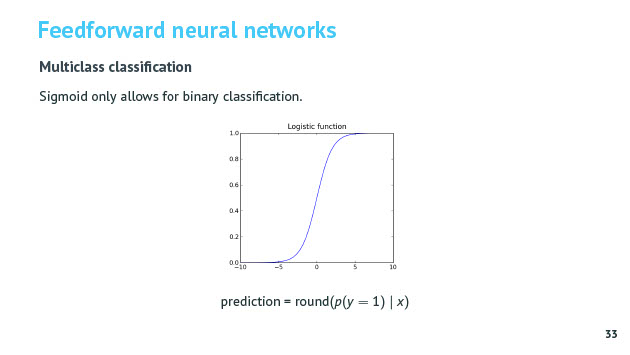 Feedforward neural networks
Multiclass classification
Sigmoid only allows for binary classification.
Logistic function
1.0
0.8
0.6
0.4
0.2
0.0
−10 −5 0 5 10
prediction = round(p(y = 1) | x)
33